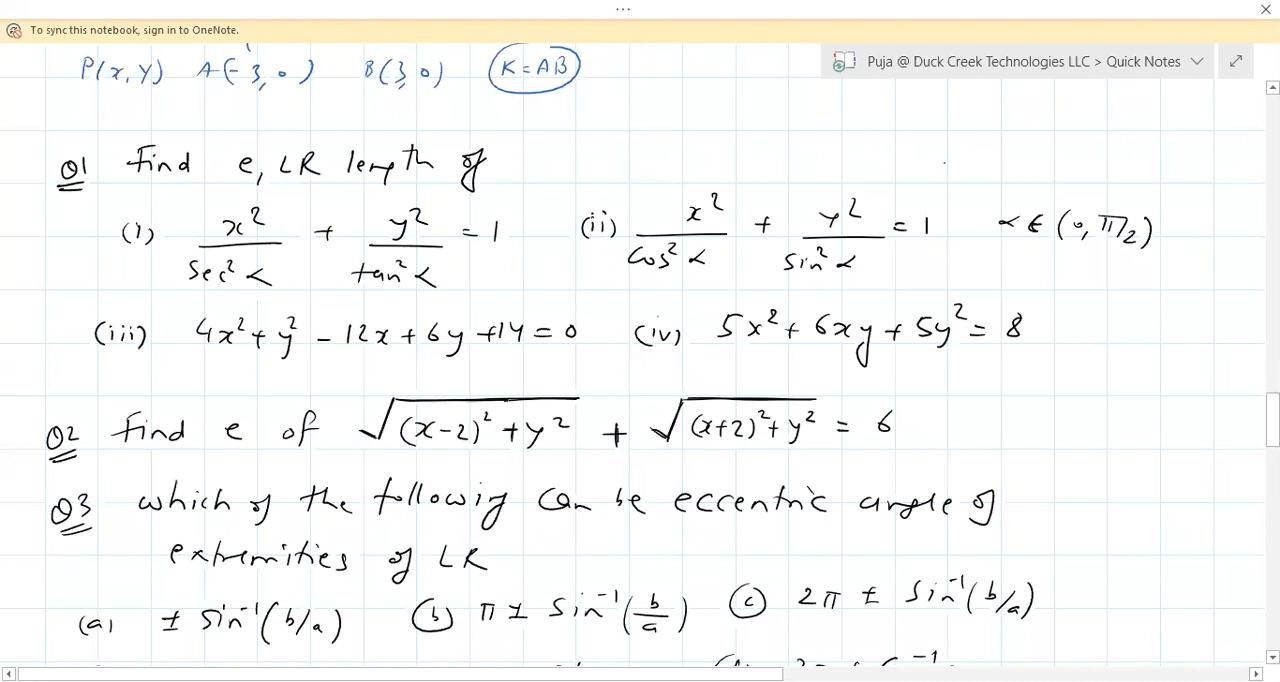 To sync this notebook, sign in to OneNote.
P(x, y) A(-3, 0) B(3, 0) K = AB
Puja @ Duck Creek Technologies LLC > Quick Notes
Q1 Find e, LR length of
(i) x²/sec²α + y²/tan²α = 1 (ii) x²/cos²α + y²/sin²α = 1 α ∈ (0, π/2)
(iii) 4x² + y² - 12x + 6y + 14 = 0 (iv) 5x² + 6xy + 5y² = 8
Q2 Find e of √((x-2)² + y²) + √((x+2)² + y²) = 6
Q3 which of the followig can be eccentric angle of
extremities of LR
(a) ± sin⁻¹(b/a) (b) π ± sin⁻¹(b/a) (c) 2π ± sin⁻¹(b/a)